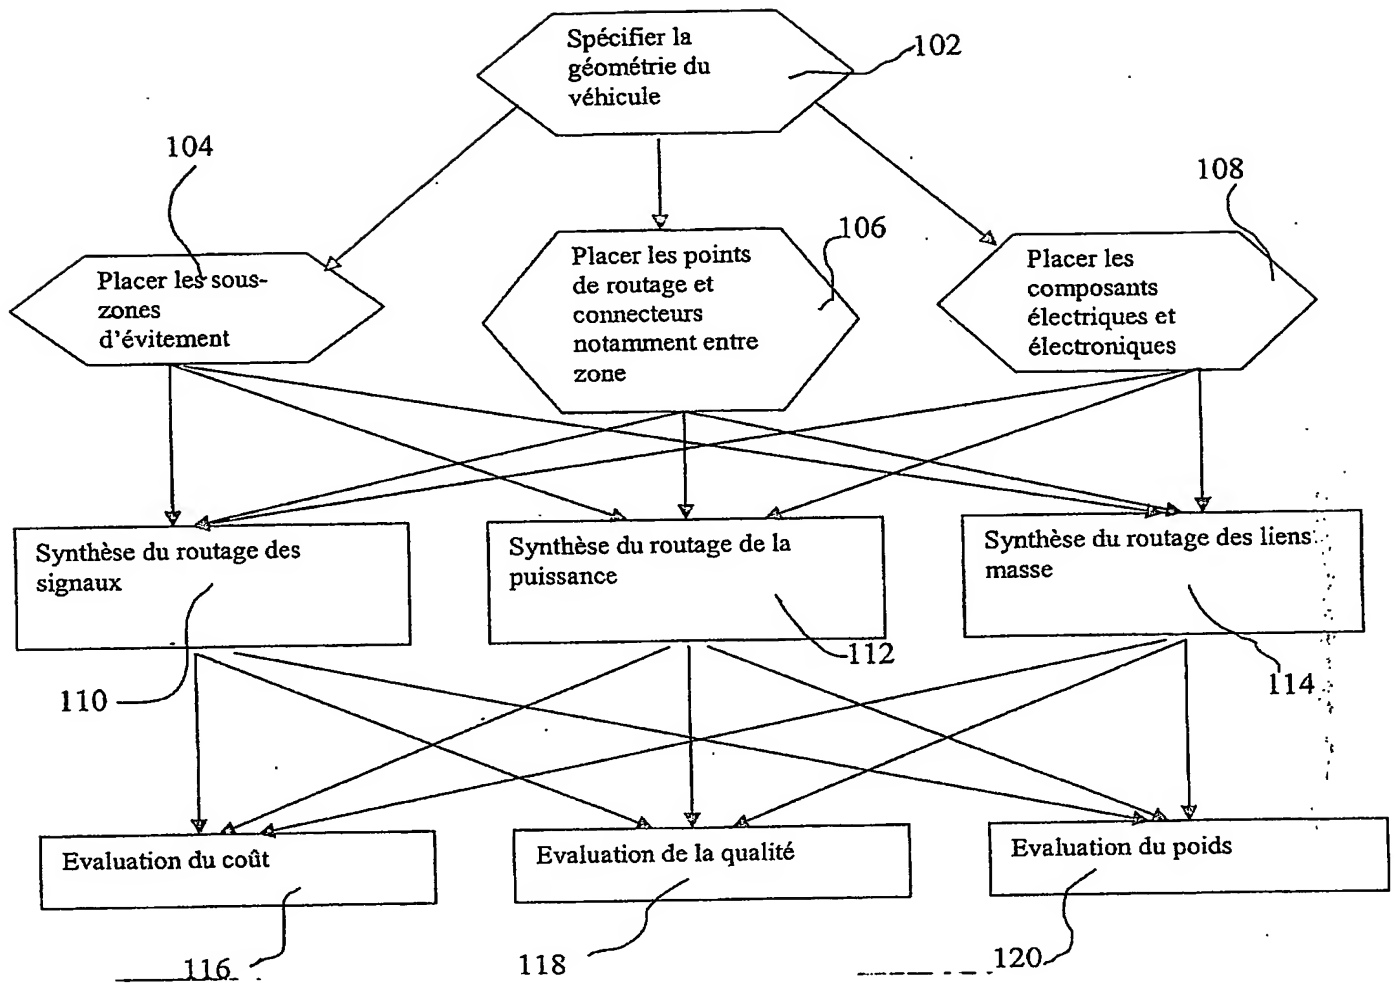 Spécifier la
géométrie du
véhicule
102
104
108
106
Placer les sous-
zones
d'évitement
Placer les points
de routage et
connecteurs
notamment entre
zone
Placer les
composants
électriques et
électroniques
Synthèse du routage des
signaux
Synthèse du routage de la
puissance
Synthèse du routage des liens
masse
110
112
114
Evaluation du coût
Evaluation de la qualité
Evaluation du poids
116
118
120